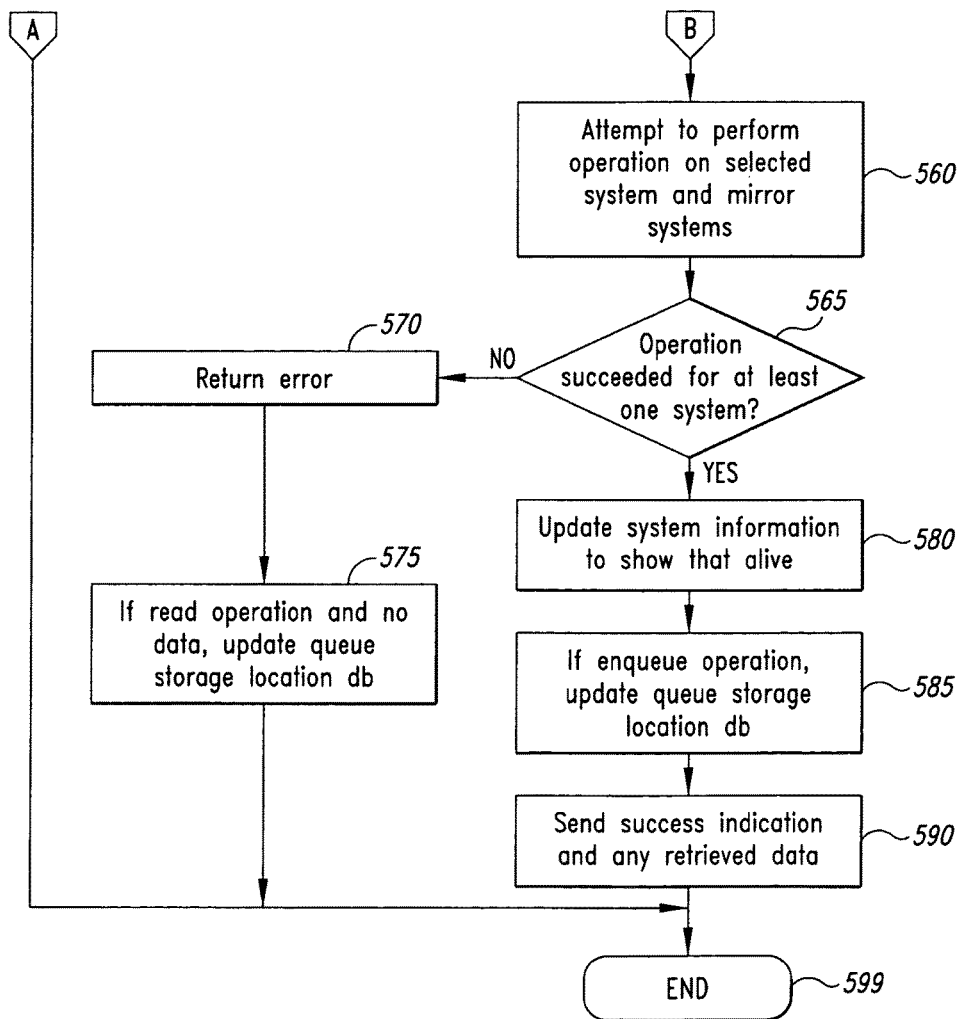 A
B
Attempt to perform
operation on selected
system and mirror
systems
560
565
Operation
succeeded for at least
one system?
NO
570
Return error
YES
Update system information
to show that alive
580
575
If read operation and no
data, update queue
storage location db
If enqueue operation,
update queue storage
location db
585
Send success indication
and any retrieved data
590
END
599